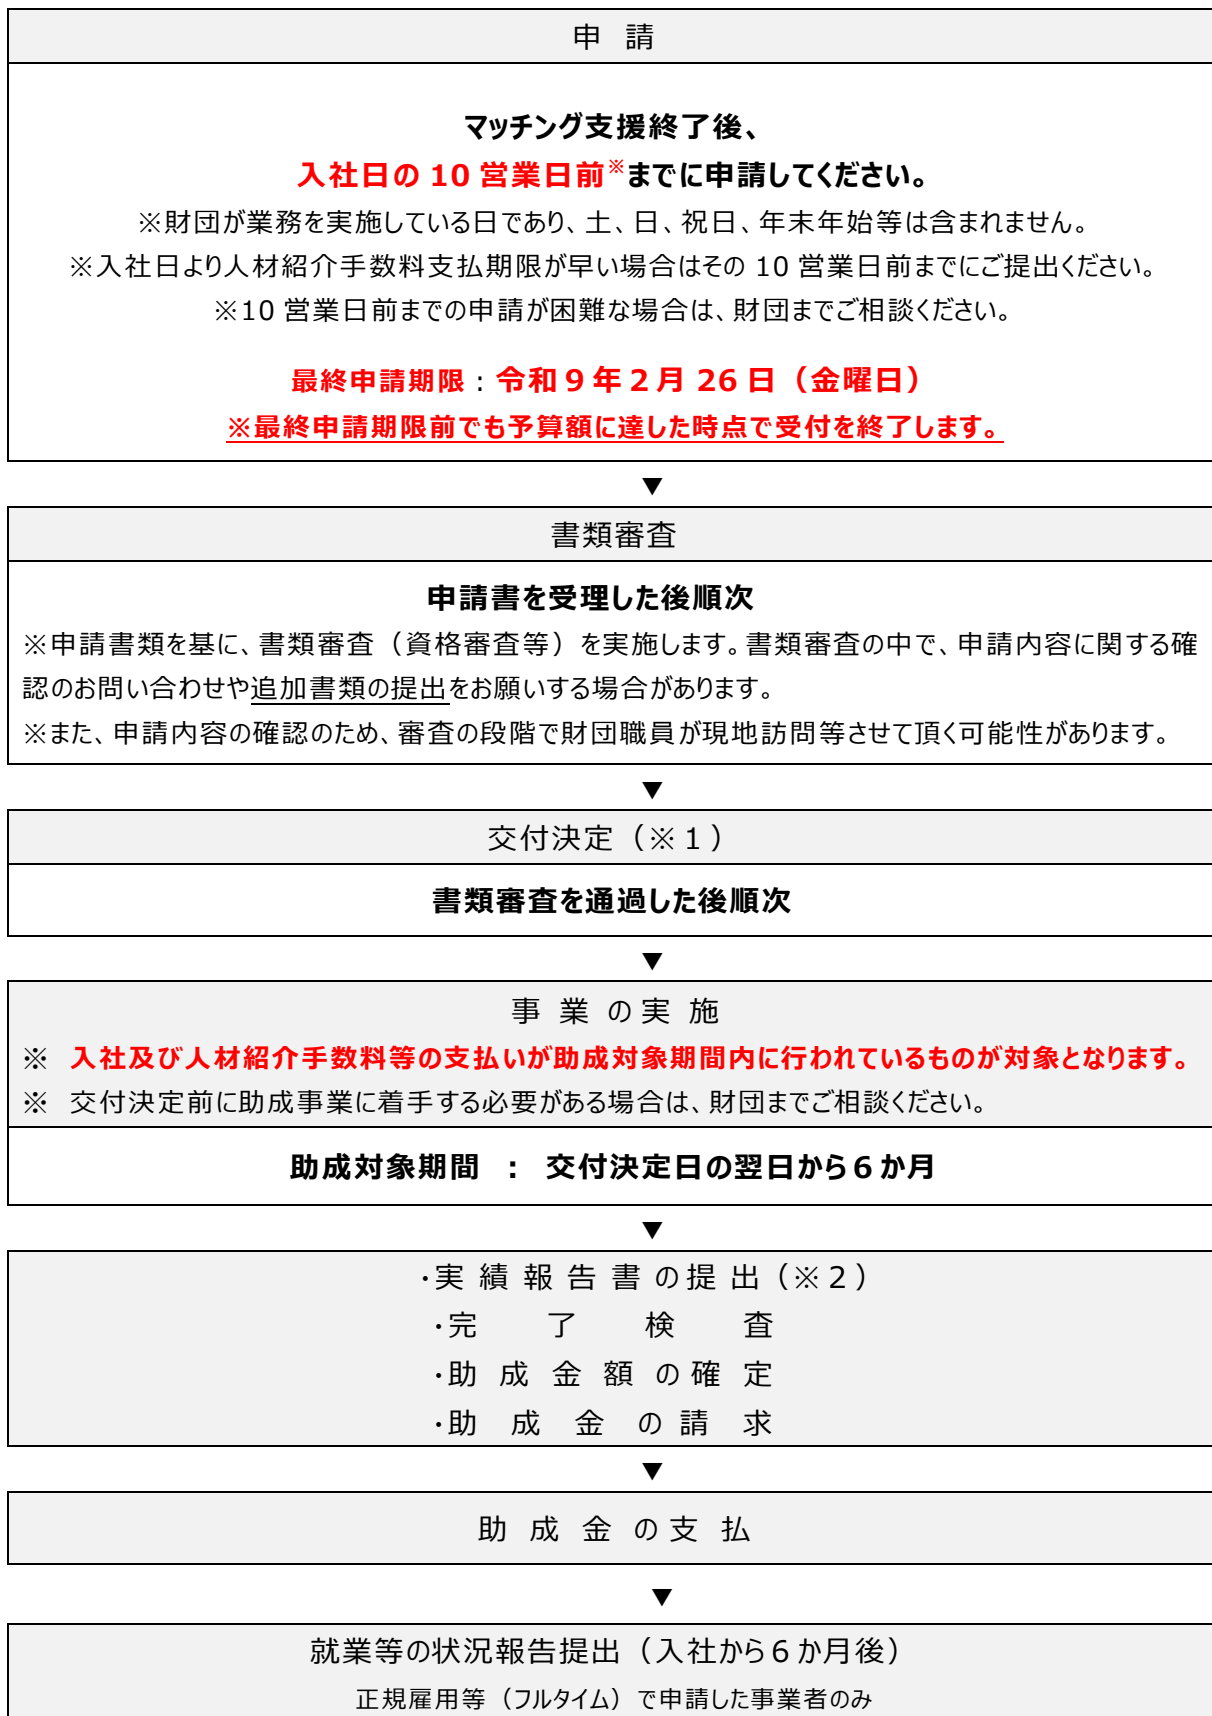 申 請
マッチング支援終了後、
入社日の 10 営業日前※までに申請してください。
※財団が業務を実施している日であり、土、日、祝日、年末年始等は含まれません。
※入社日より人材紹介手数料支払期限が早い場合はその 10 営業日前までにご提出ください。
※10 営業日前までの申請が困難な場合は、財団までご相談ください。
最終申請期限：令和９年２月 26 日（金曜日）
※最終申請期限前でも予算額に達した時点で受付を終了します。
▼
書類審査
申請書を受理した後順次
※申請書類を基に、書類審査（資格審査等）を実施します。書類審査の中で、申請内容に関する確
認のお問い合わせや追加書類の提出をお願いする場合があります。
※また、申請内容の確認のため、審査の段階で財団職員が現地訪問等させて頂く可能性があります。
▼
交付決定（※１）
書類審査を通過した後順次
▼
事 業 の 実 施
※ 入社及び人材紹介手数料等の支払いが助成対象期間内に行われているものが対象となります。
※ 交付決定前に助成事業に着手する必要がある場合は、財団までご相談ください。
助成対象期間 ： 交付決定日の翌日から６か月
▼
・実 績 報 告 書 の 提 出（※２）
・完 了 検 査
・助 成 金 額 の 確 定
・助 成 金 の 請 求
▼
助 成 金 の 支 払
▼
就業等の状況報告提出（入社から６か月後）
正規雇用等（フルタイム）で申請した事業者のみ